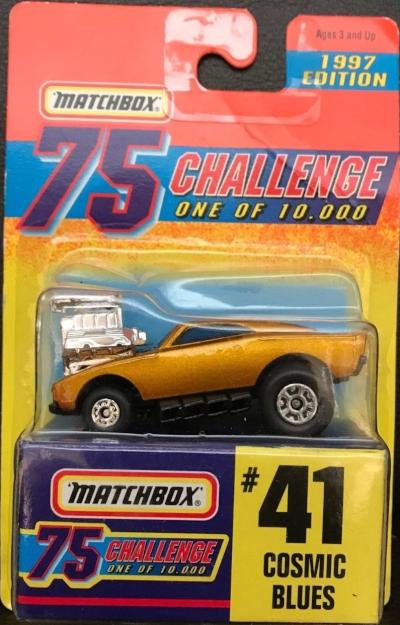 Ages 3 and Up
1997
EDITION
MATCHBOX®
75 CHALLENGE
ONE OF 10,000
MATCHBOX®
75 CHALLENGE
ONE OF 10,000
#41
COSMIC
BLUES